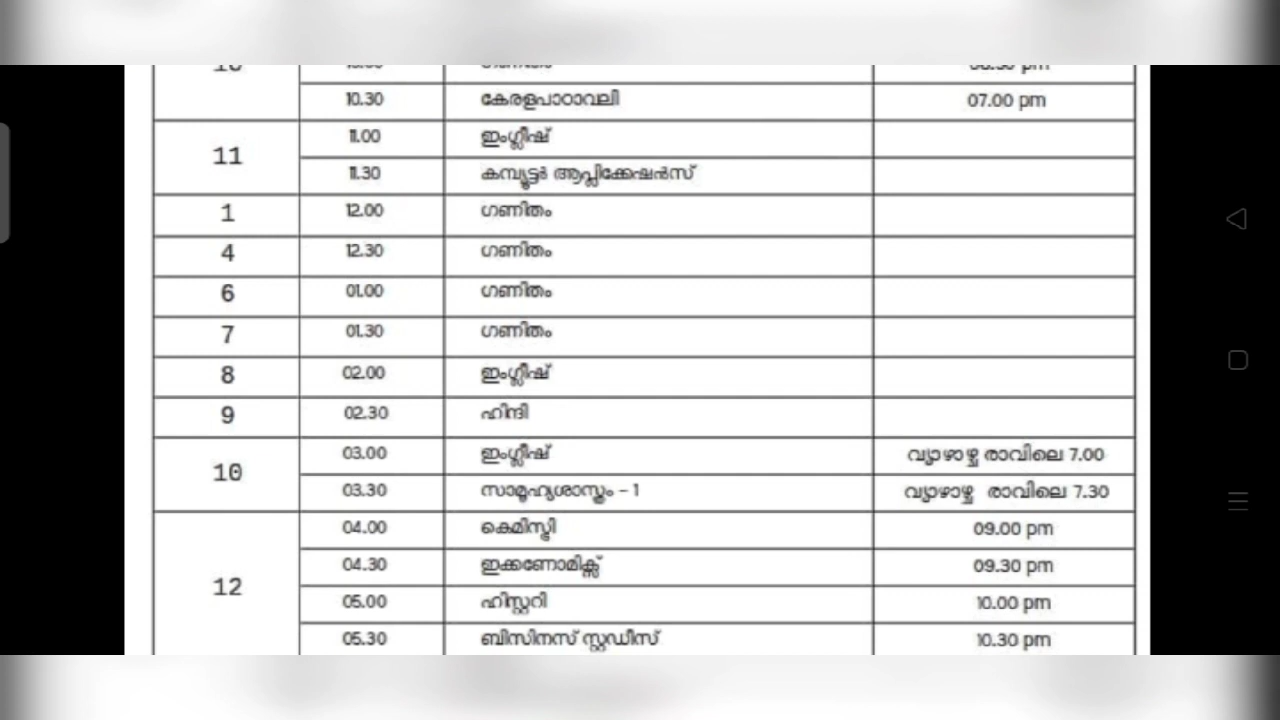 10.30 കേരളപാഠാവലി 07.00 pm
11 11.00 ഇംഗ്ലീഷ്
11.30 കമ്പ്യൂട്ടർ ആപ്ലിക്കേഷൻസ്
1 12.00 ഗണിതം
4 12.30 ഗണിതം
6 01.00 ഗണിതം
7 01.30 ഗണിതം
8 02.00 ഇംഗ്ലീഷ്
9 02.30 ഹിന്ദി
10 03.00 ഇംഗ്ലീഷ് വ്യാഴാഴ്ച രാവിലെ 7.00
03.30 സാമൂഹ്യശാസ്ത്രം – 1 വ്യാഴാഴ്ച രാവിലെ 7.30
12 04.00 കെമിസ്ട്രി 09.00 pm
04.30 ഇക്കണോമിക്സ് 09.30 pm
05.00 ഹിസ്റ്ററി 10.00 pm
05.30 ബിസിനസ് സ്റ്റഡീസ് 10.30 pm